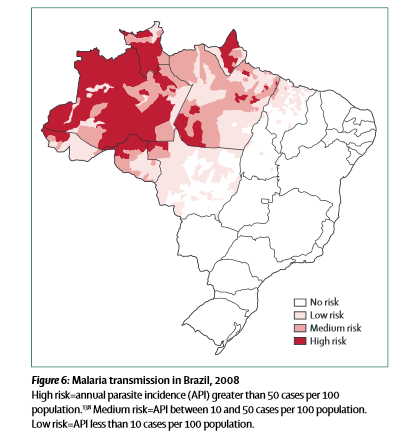 No risk
Low risk
Medium risk
High risk
Figure 6: Malaria transmission in Brazil, 2008
High risk=annual parasite incidence (API) greater than 50 cases per 100
population.¹³⁸ Medium risk=API between 10 and 50 cases per 100 population.
Low risk=API less than 10 cases per 100 population.